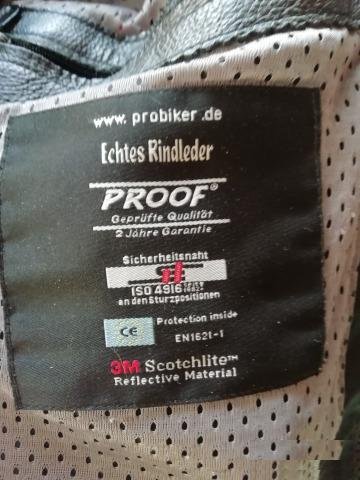 www. probiker .de
Echtes Rindleder
PROOF®
Geprüfte Qualität
2 Jahre Garantie
Sicherheitsnaht
ISO 4916
an den Sturzpositionen
CE
Protection inside
EN1621-1
3M Scotchlite™
Reflective Material